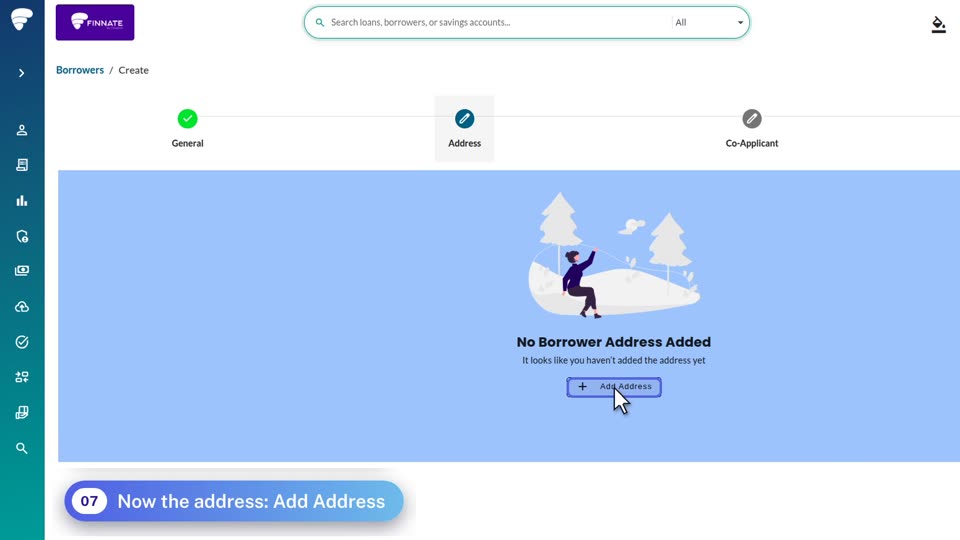 FINNATE
Search loans, borrowers, or savings accounts...
All
Borrowers / Create
General
Address
Co-Applicant
No Borrower Address Added
It looks like you haven't added the address yet
+ Add Address
07 Now the address: Add Address